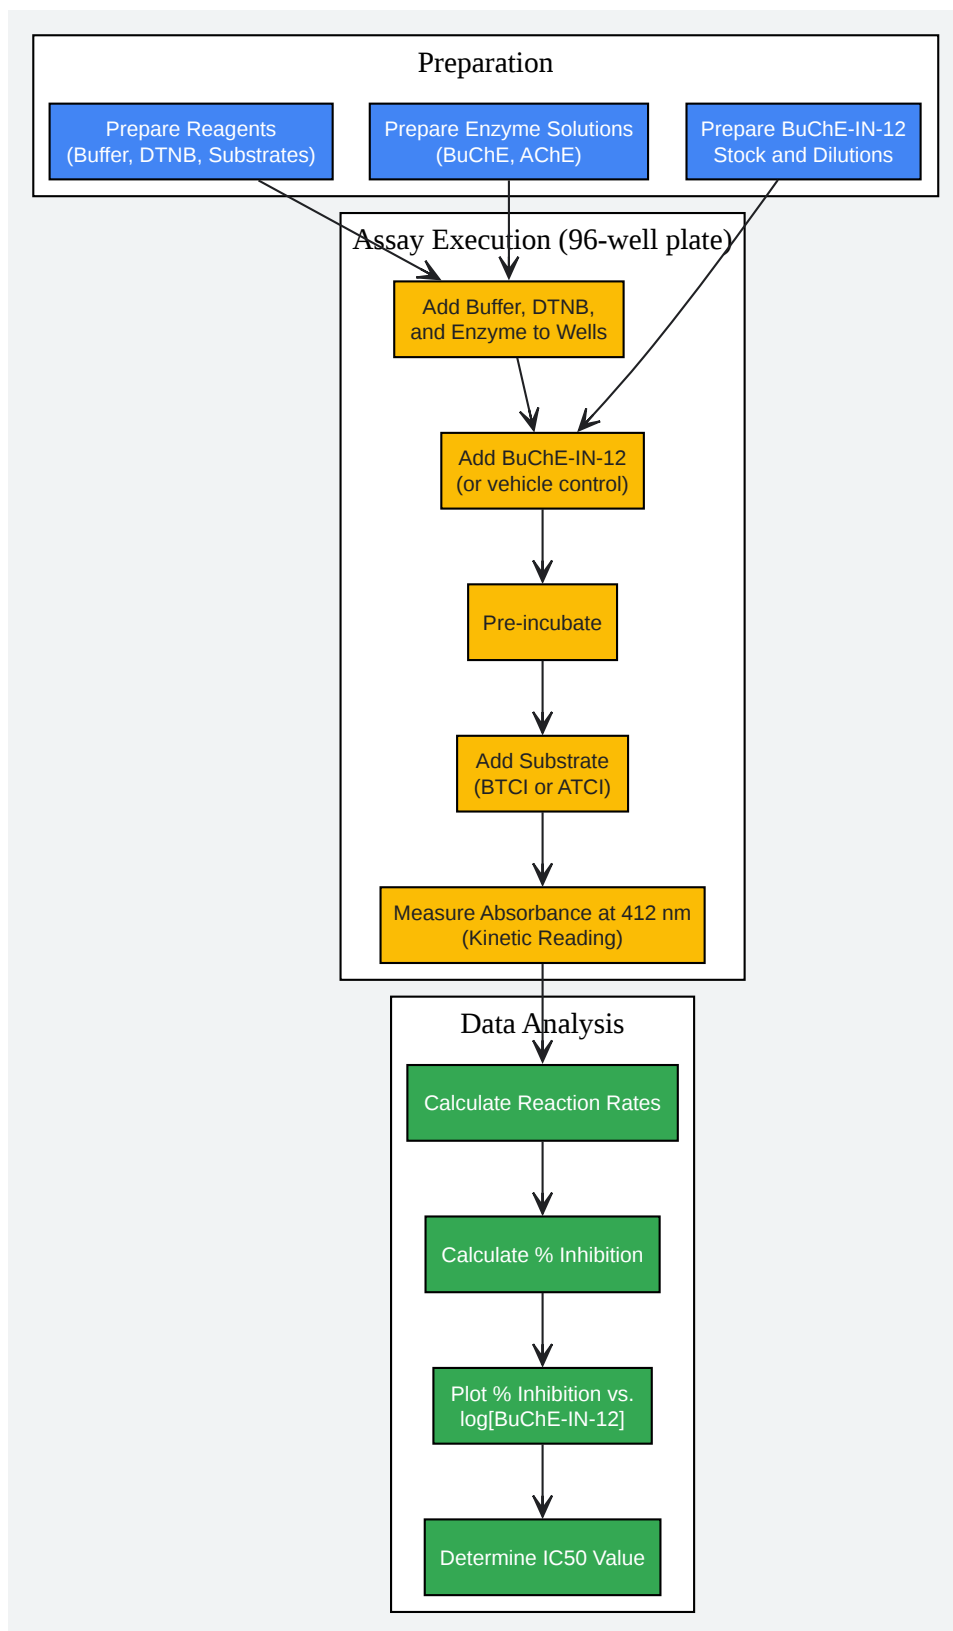 Preparation
Prepare Reagents
(Buffer, DTNB, Substrates)
Prepare Enzyme Solutions
(BuChE, AChE)
Prepare BuChE-IN-12
Stock and Dilutions
Assay Execution (96-well plate)
Add Buffer, DTNB,
and Enzyme to Wells
Add BuChE-IN-12
(or vehicle control)
Pre-incubate
Add Substrate
(BTCI or ATCI)
Measure Absorbance at 412 nm
(Kinetic Reading)
Data Analysis
Calculate Reaction Rates
Calculate % Inhibition
Plot % Inhibition vs.
log[BuChE-IN-12]
Determine IC50 Value